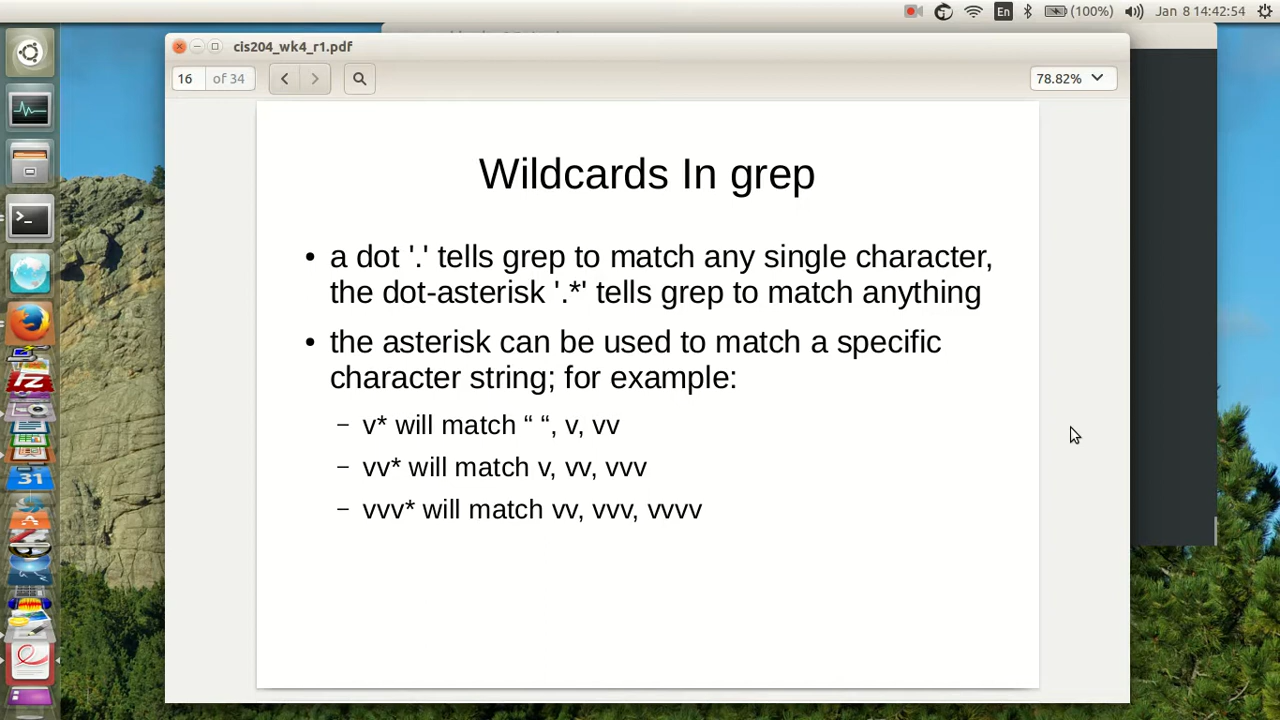 En (100%) Jan 8 14:42:54
cis204_wk4_r1.pdf
16 of 34 78.82%
Wildcards In grep
• a dot '.' tells grep to match any single character,
the dot-asterisk '.*' tells grep to match anything
• the asterisk can be used to match a specific
character string; for example:
– v* will match “ “, v, vv
– vv* will match v, vv, vvv
– vvv* will match vv, vvv, vvvv
31